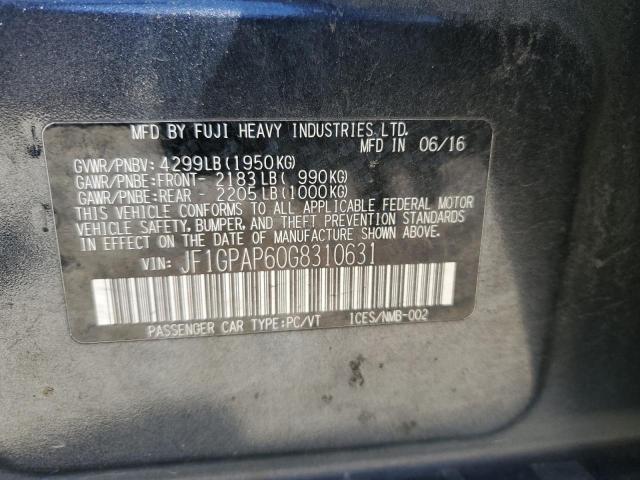 MFD BY FUJI HEAVY INDUSTRIES LTD.
MFD IN 06/16
GVWR/PNBV: 4299LB(1950KG)
GAWR/PNBE:FRONT- 2183LB( 990KG)
GAWR/PNBE:REAR - 2205LB(1000KG)
THIS VEHICLE CONFORMS TO ALL APPLICABLE FEDERAL MOTOR
VEHICLE SAFETY, BUMPER, AND THEFT PREVENTION STANDARDS
IN EFFECT ON THE DATE OF MANUFACTURE SHOWN ABOVE.
VIN: JF1GPAP60G8310631
PASSENGER CAR TYPE:PC/VT ICES/NMB-002